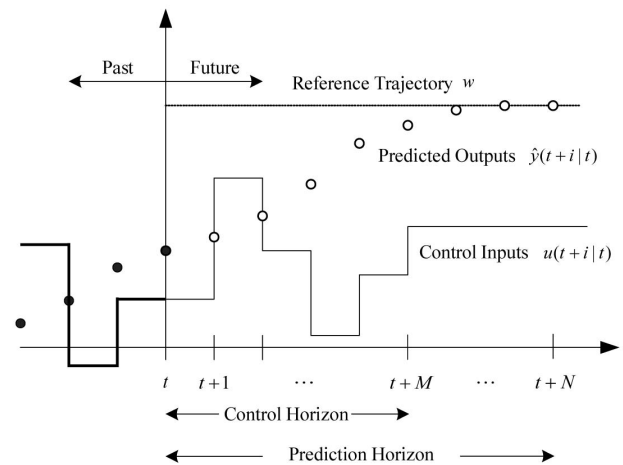 Past Future
Reference Trajectory w
Predicted Outputs ŷ(t+i|t)
Control Inputs u(t+i|t)
t t+1 ⋯ t+M ⋯ t+N
Control Horizon
Prediction Horizon